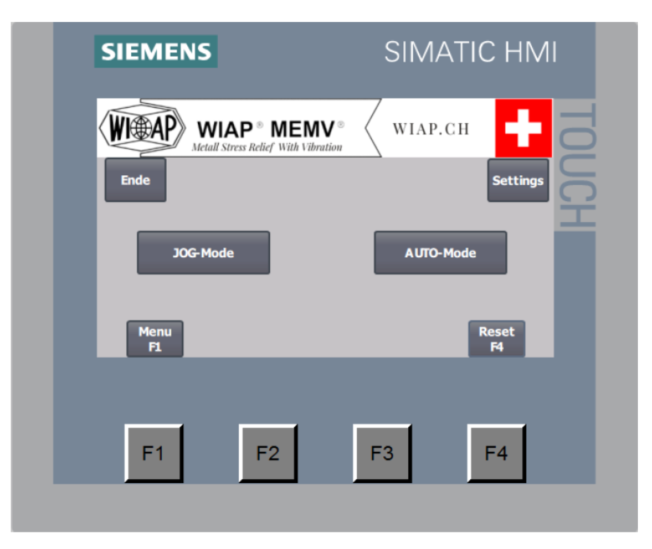 SIEMENS
SIMATIC HMI
TOUCH
WIAP
WIAP® MEMV®
Metall Stress Relief With Vibration
WIAP.CH
Ende
Settings
JOG-Mode
AUTO-Mode
Menu
F1
Reset
F4
F1
F2
F3
F4